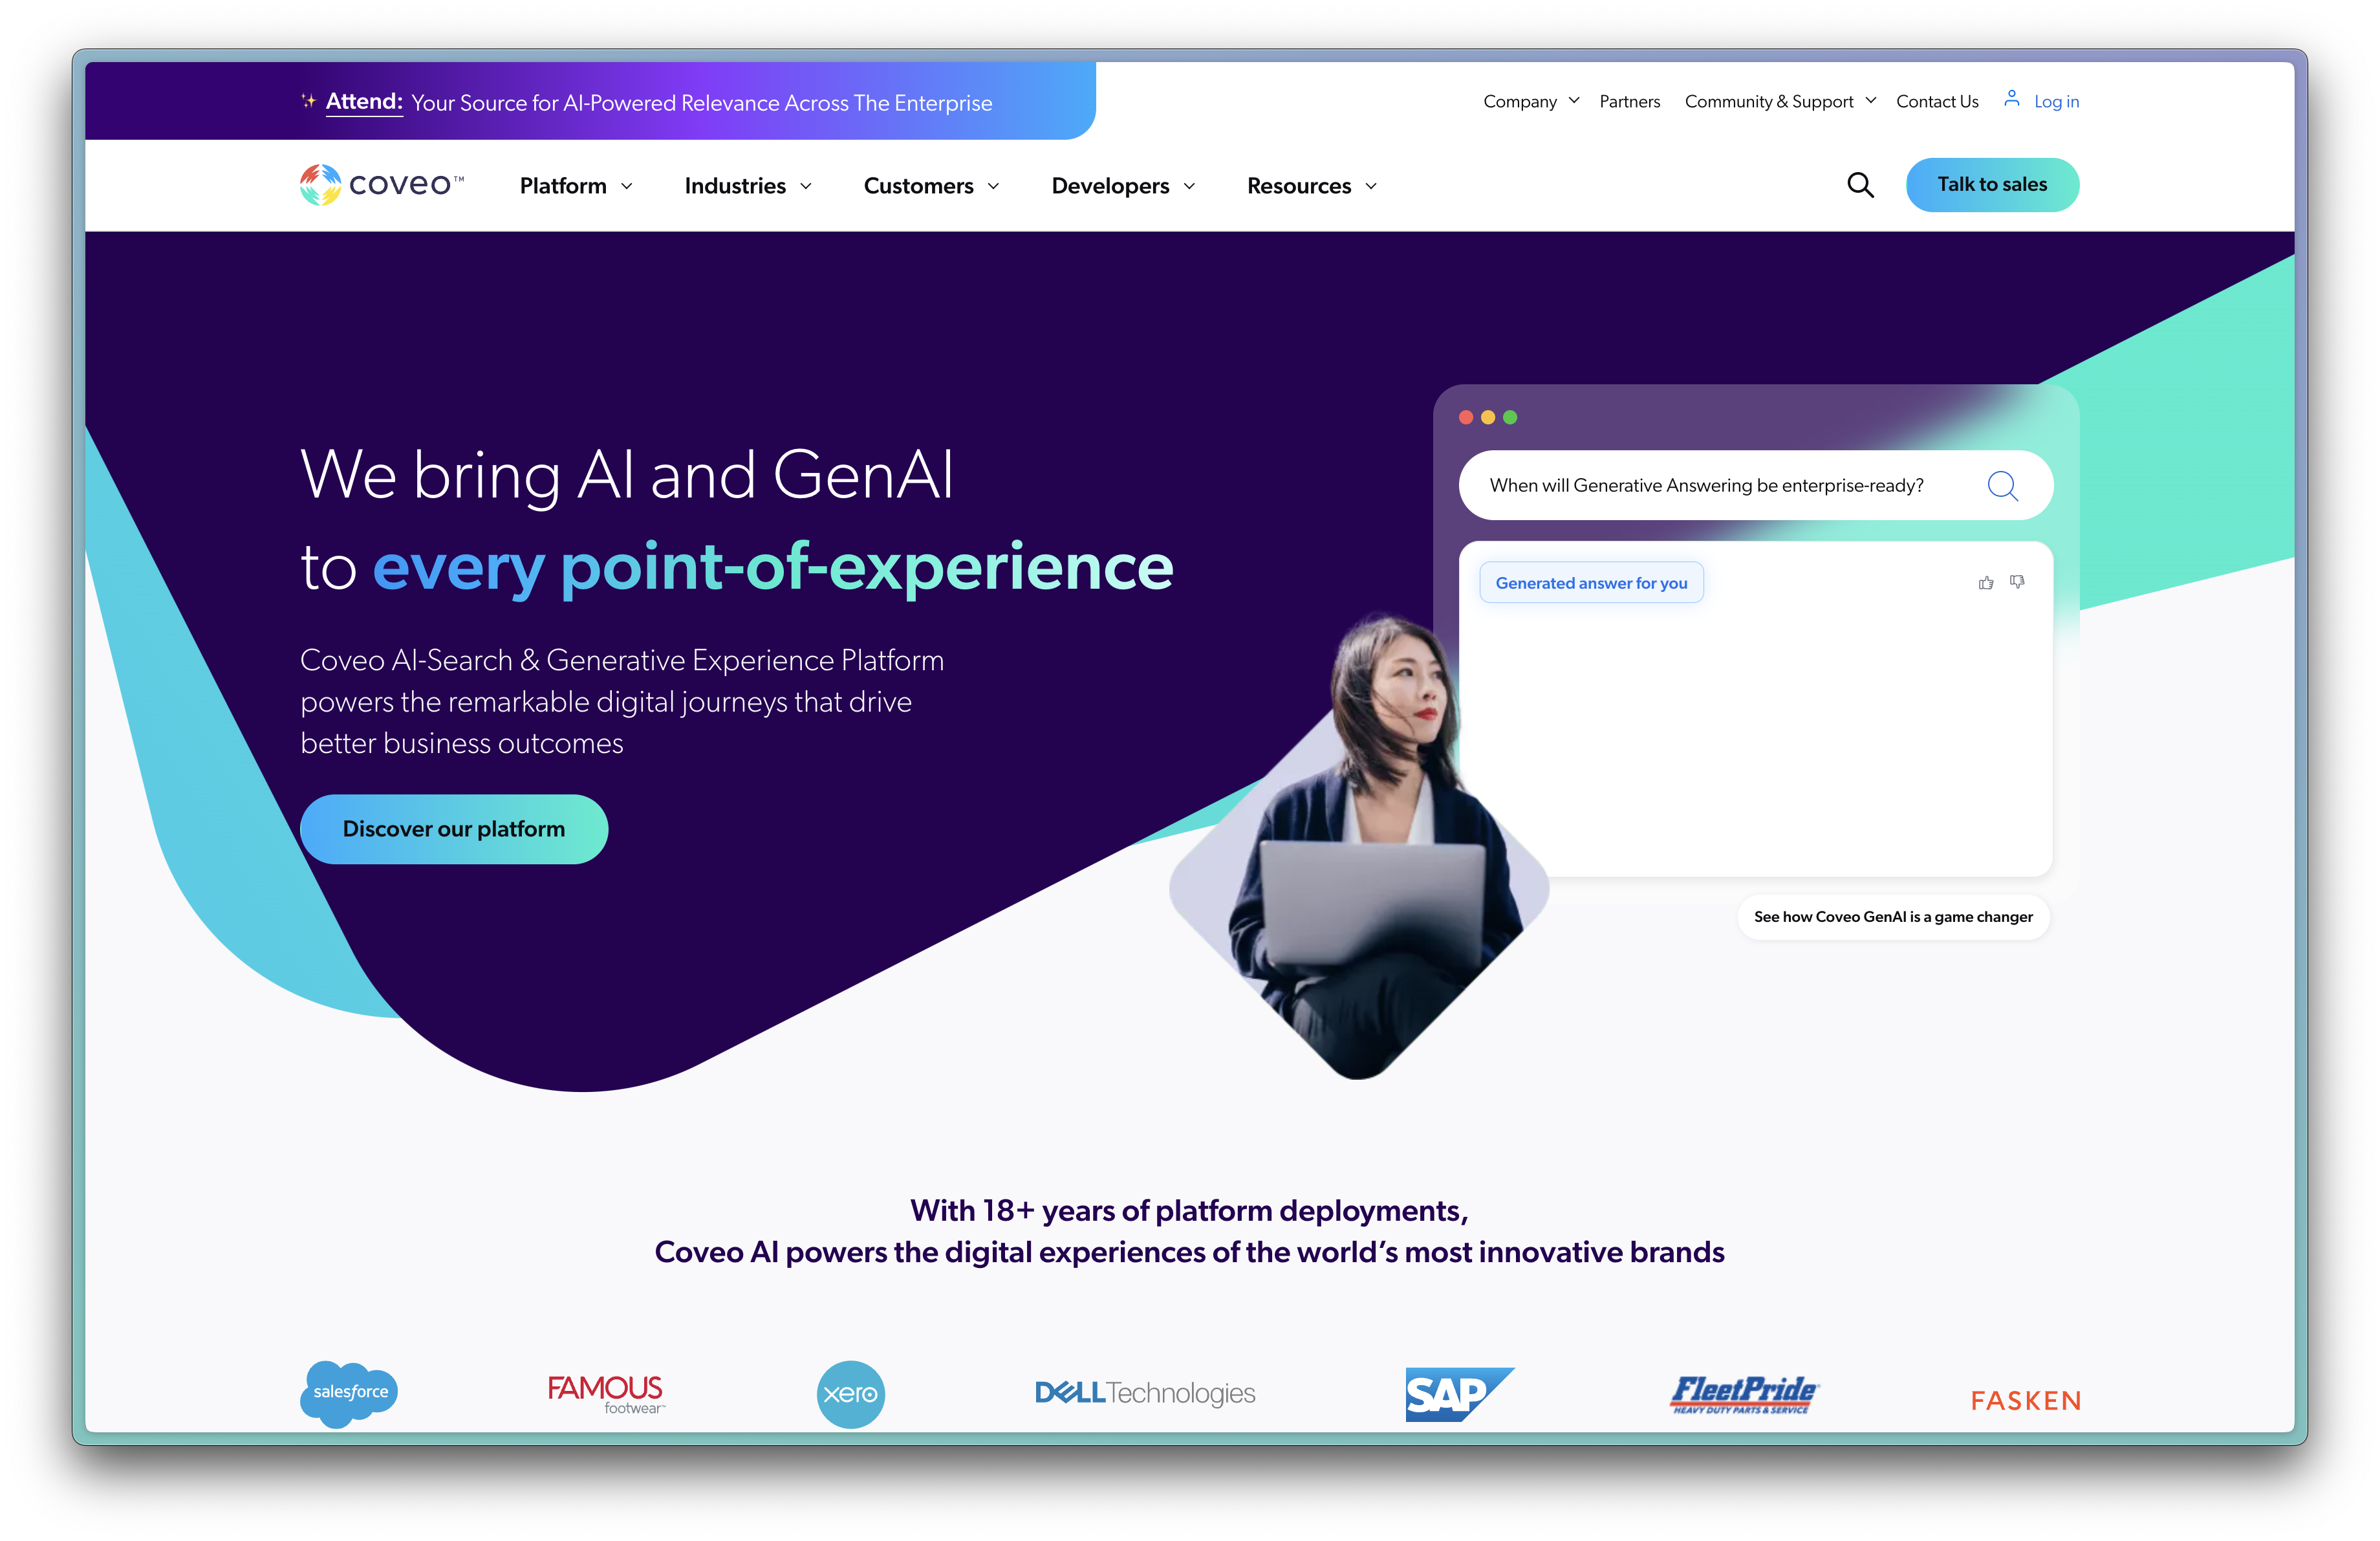 Attend: Your Source for AI-Powered Relevance Across The Enterprise
Company Partners Community & Support Contact Us Log in
coveo™ Platform Industries Customers Developers Resources Talk to sales
We bring AI and GenAI
to every point-of-experience
Coveo AI-Search & Generative Experience Platform
powers the remarkable digital journeys that drive
better business outcomes
Discover our platform
When will Generative Answering be enterprise-ready?
Generated answer for you
See how Coveo GenAI is a game changer
With 18+ years of platform deployments,
Coveo AI powers the digital experiences of the world’s most innovative brands
salesforce
FAMOUS
footwear™
xero
DELLTechnologies
SAP
FleetPride
HEAVY DUTY PARTS & SERVICE
FASKEN